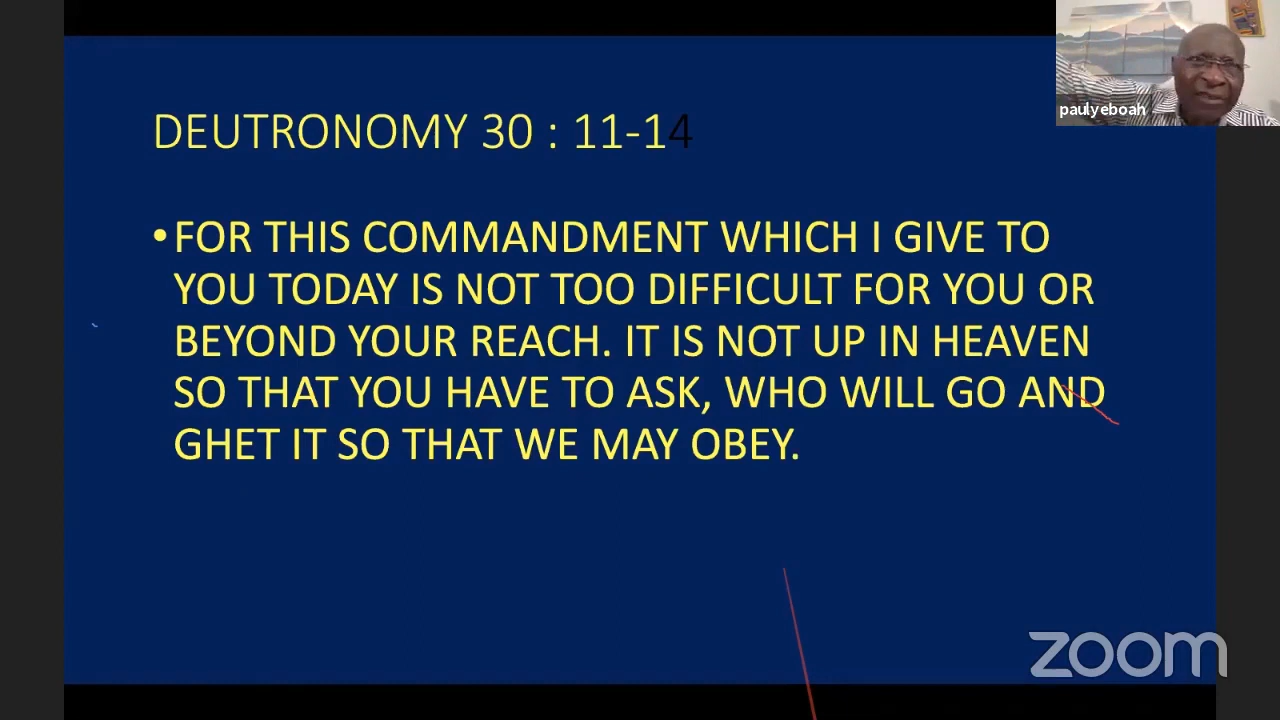 paulyeboah
DEUTRONOMY 30 : 11-14
•FOR THIS COMMANDMENT WHICH I GIVE TO
YOU TODAY IS NOT TOO DIFFICULT FOR YOU OR
BEYOND YOUR REACH. IT IS NOT UP IN HEAVEN
SO THAT YOU HAVE TO ASK, WHO WILL GO AND
GHET IT SO THAT WE MAY OBEY.
zoom